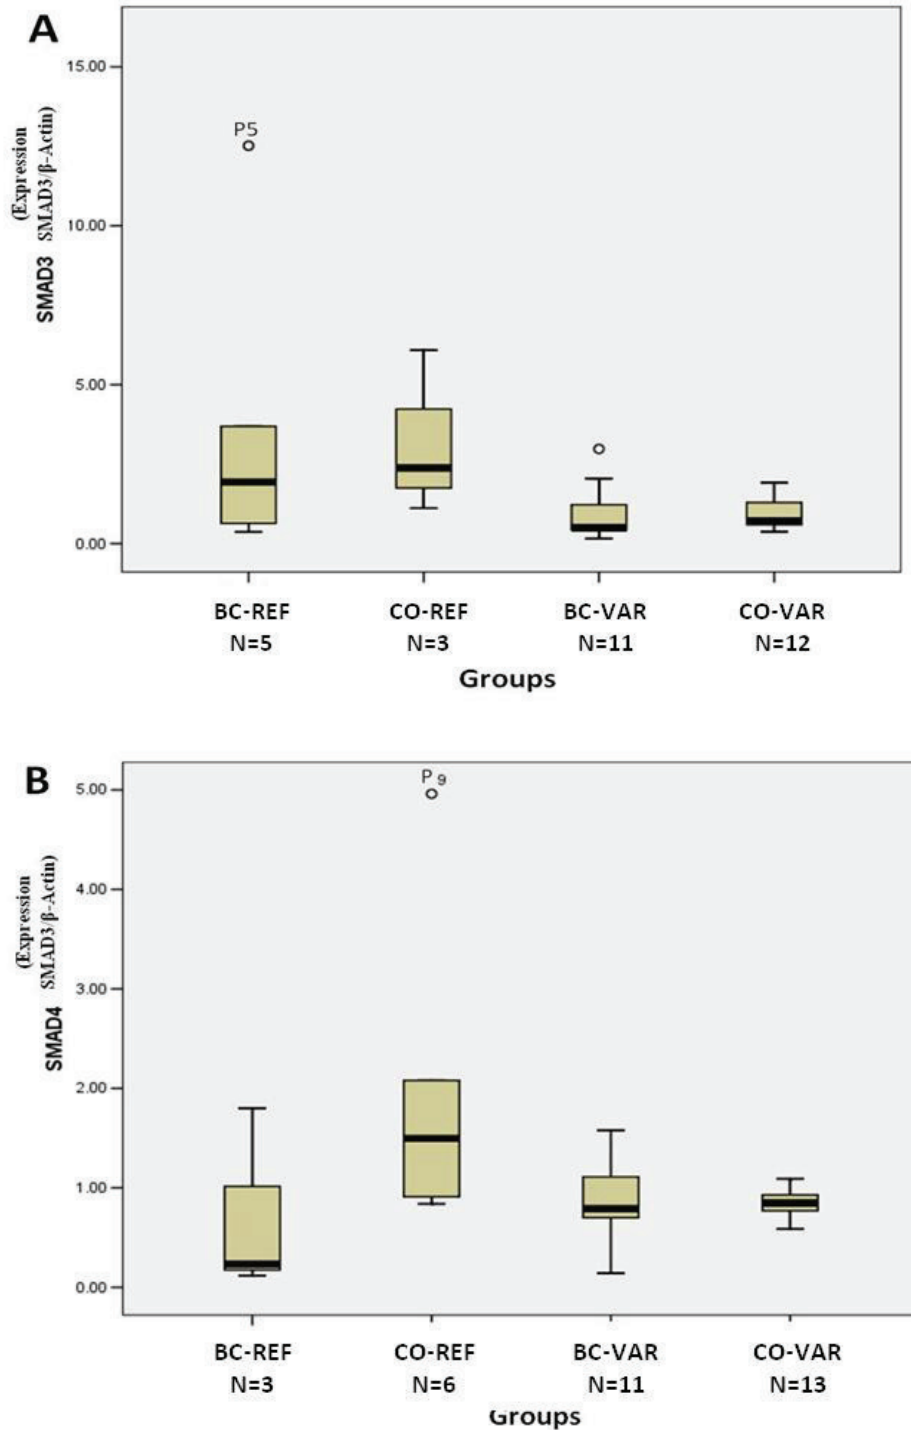 A
(Expression
SMAD3/β-Actin)
SMAD3
15.00
10.00
5.00
0.00
P5
BC-REF CO-REF BC-VAR CO-VAR
N=5 N=3 N=11 N=12
Groups
B
(Expression
SMAD3/β-Actin)
SMAD4
5.00
4.00
3.00
2.00
1.00
0.00
P 9
BC-REF CO-REF BC-VAR CO-VAR
N=3 N=6 N=11 N=13
Groups